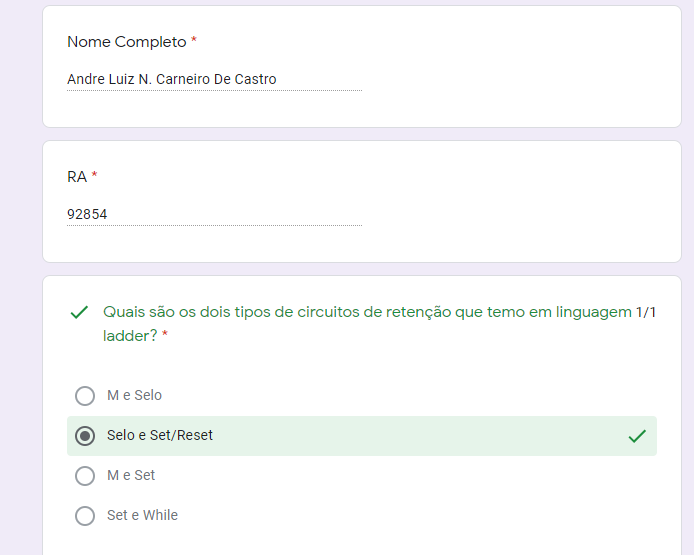 Nome Completo *
Andre Luiz N. Carneiro De Castro
RA *
92854
Quais são os dois tipos de circuitos de retenção que temo em linguagem 1/1
ladder? *
M e Selo
Selo e Set/Reset
M e Set
Set e While